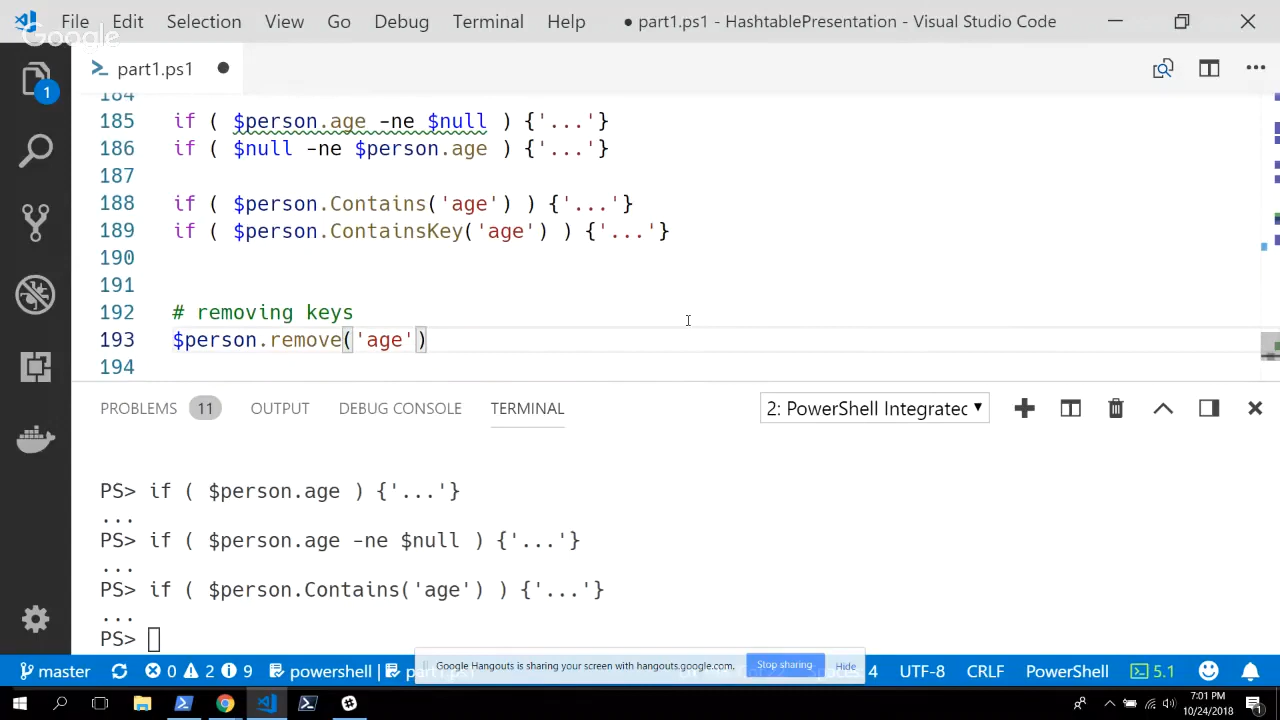 File Edit Selection View Go Debug Terminal Help ● part1.ps1 - HashtablePresentation - Visual Studio Code
Google
part1.ps1 ●
184
185 if ( $person.age -ne $null ) {'...'}
186 if ( $null -ne $person.age ) {'...'}
187
188 if ( $person.Contains('age') ) {'...'}
189 if ( $person.ContainsKey('age') ) {'...'}
190
191
192 # removing keys
193 $person.remove('age')
194
PROBLEMS 11 OUTPUT DEBUG CONSOLE TERMINAL 2: PowerShell Integratec
PS> if ( $person.age ) {'...'}
...
PS> if ( $person.age -ne $null ) {'...'}
...
PS> if ( $person.Contains('age') ) {'...'}
...
PS>
Google Hangouts is sharing your screen with hangouts.google.com. Stop sharing Hide
master 0 2 9 powershell | 4 UTF-8 CRLF PowerShell 5.1
7:01 PM
10/24/2018